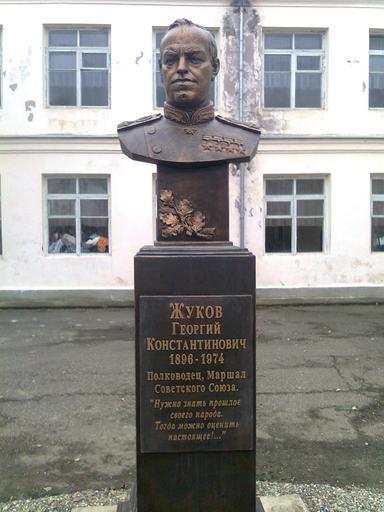 Жуков
Георгий
Константинович
1896-1974
Полководец, Маршал
Советского Союза.
"Нужно знать прошлое
своего народа.
Тогда можно оценить
настоящее!..."